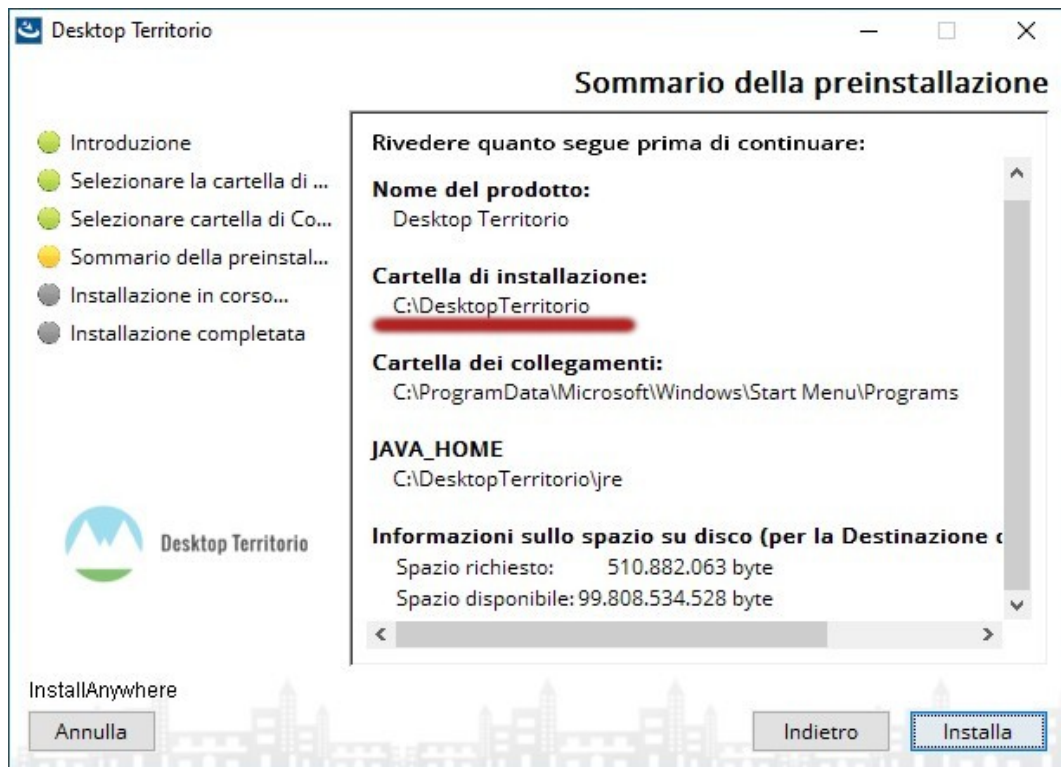 Desktop Territorio
Sommario della preinstallazione
Introduzione
Selezionare la cartella di ...
Selezionare cartella di Co...
Sommario della preinstal...
Installazione in corso...
Installazione completata
Desktop Territorio
Rivedere quanto segue prima di continuare:
Nome del prodotto:
Desktop Territorio
Cartella di installazione:
C:\DesktopTerritorio
Cartella dei collegamenti:
C:\ProgramData\Microsoft\Windows\Start Menu\Programs
JAVA_HOME
C:\DesktopTerritorio\jre
Informazioni sullo spazio su disco (per la Destinazione
Spazio richiesto: 510.882.063 byte
Spazio disponibile: 99.808.534.528 byte
InstallAnywhere
Annulla
Indietro
Installa